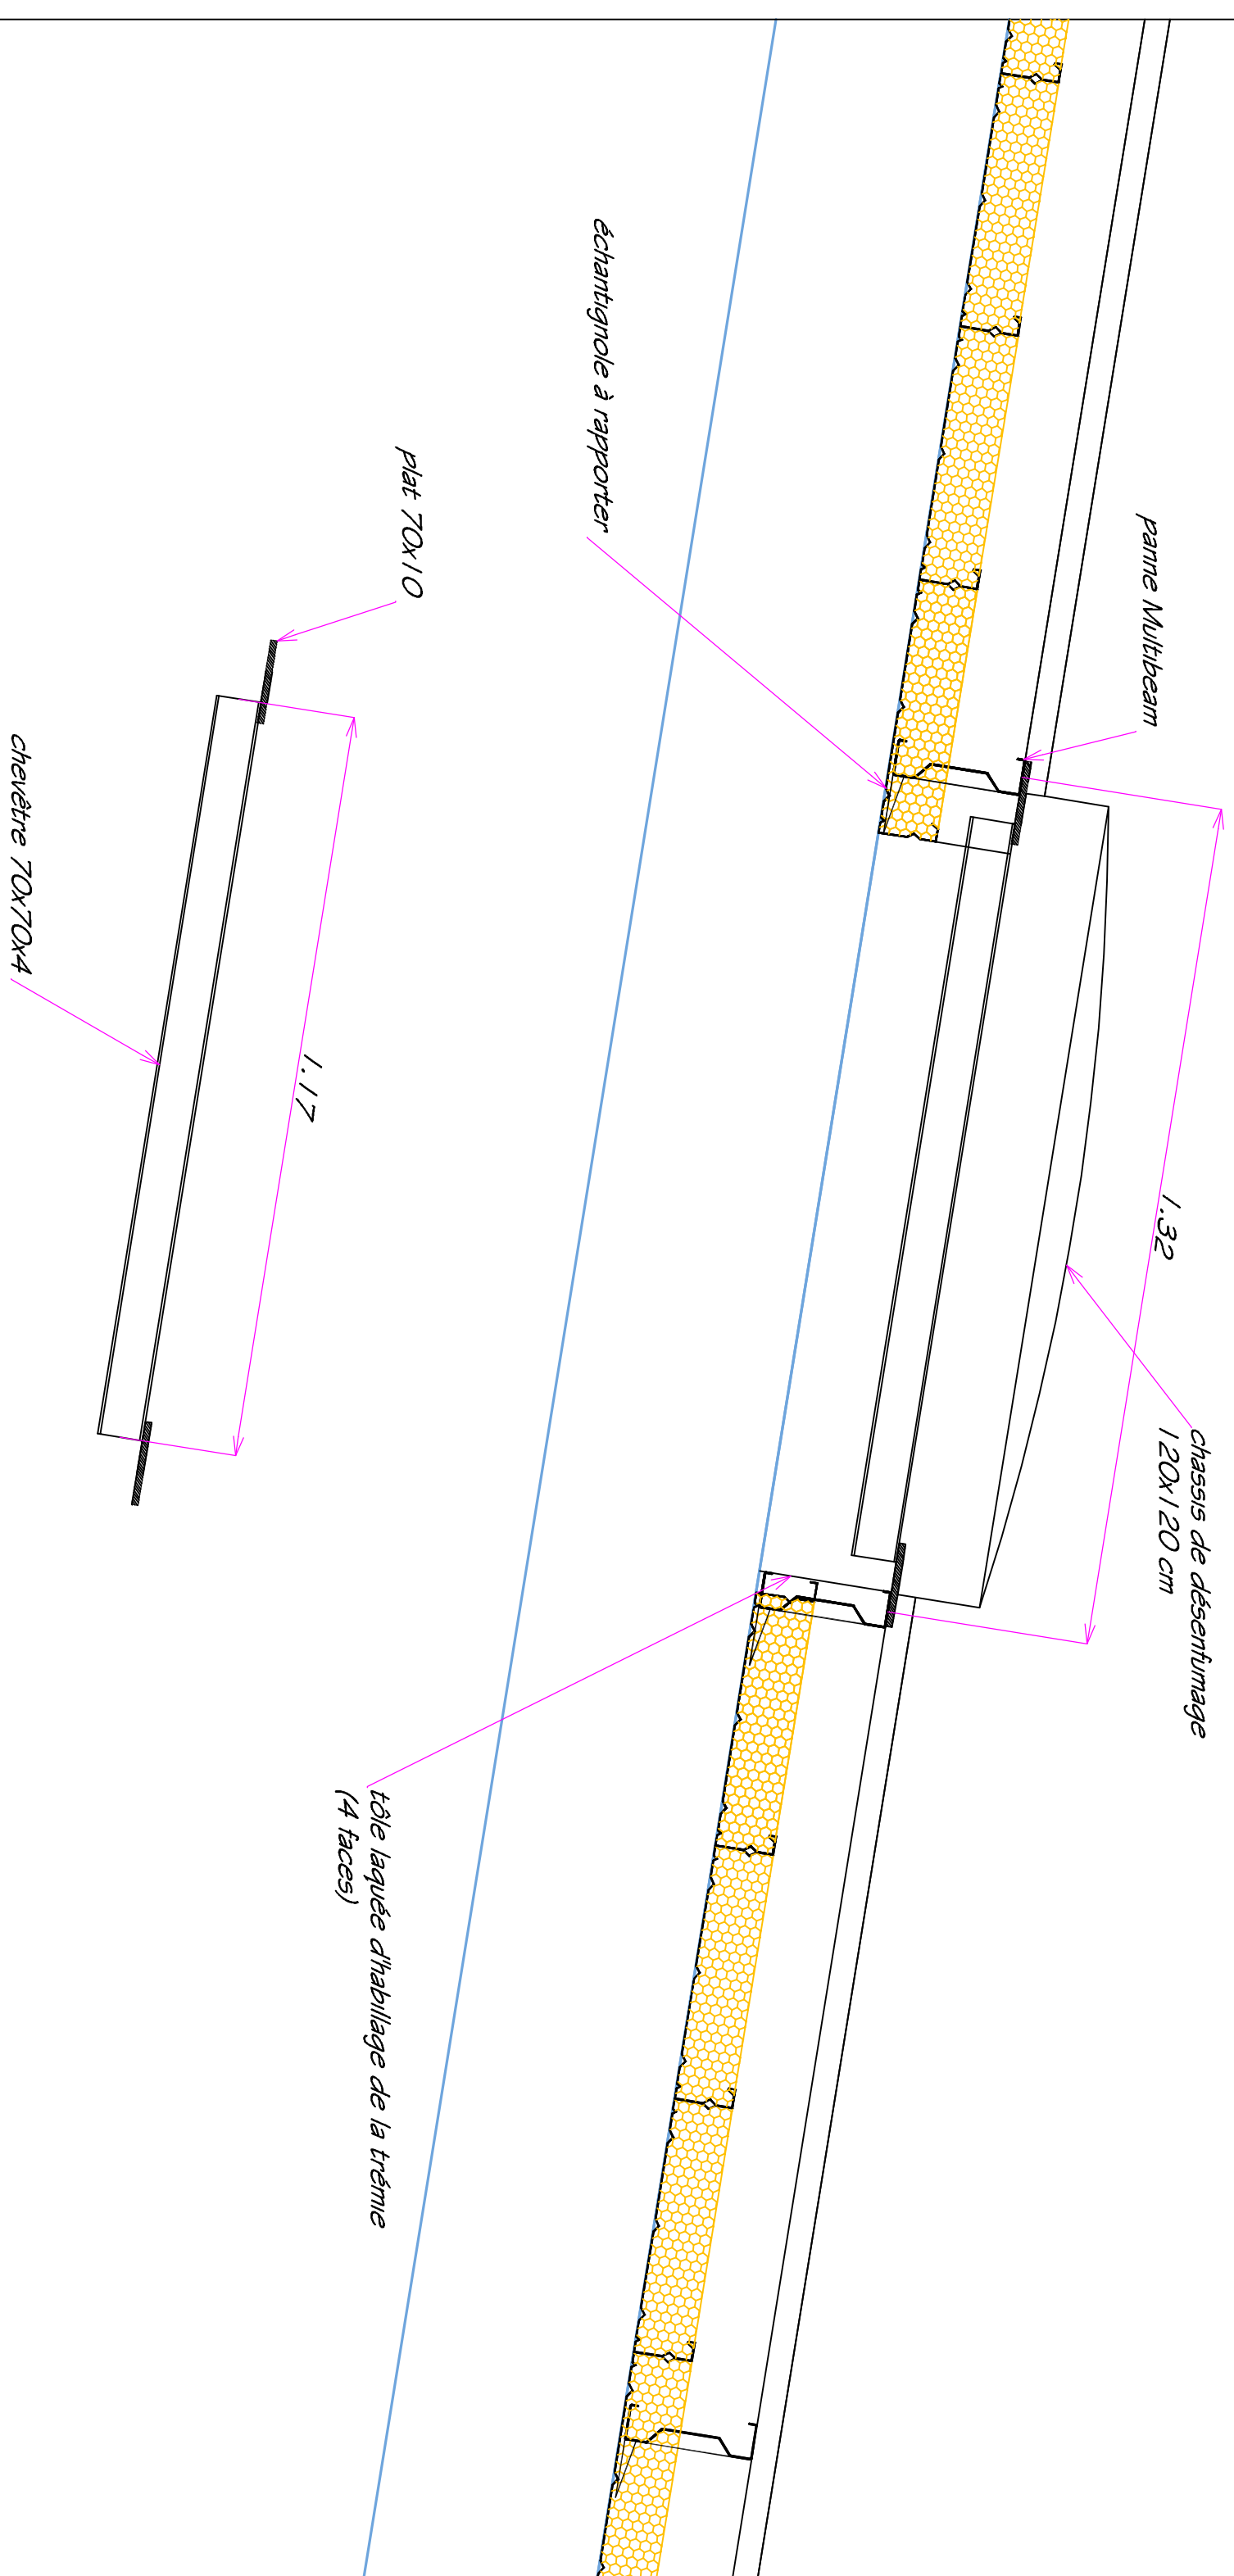 chassis de désenfumage
120x120 cm
1.32
panne Multibeam
échantignole à rapporter
plat 70x10
tôle laquée d'habillage de la trémie
(4 faces)
1.17
chevêtre 70x70x4